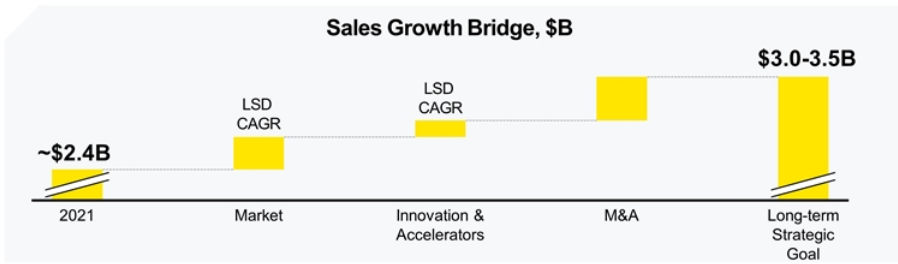 Sales Growth Bridge, $B
~$2.4B
LSD
CAGR
LSD
CAGR
$3.0-3.5B
2021
Market
Innovation &
Accelerators
M&A
Long-term
Strategic
Goal